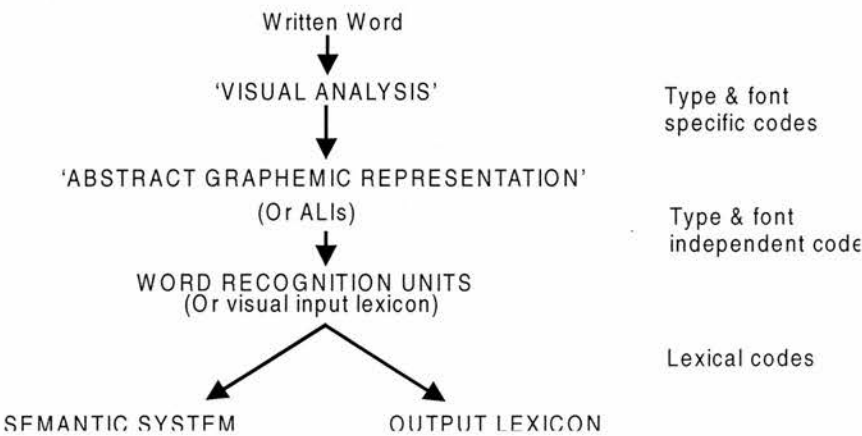 Written Word
'VISUAL ANALYSIS'
Type & font
specific codes
'ABSTRACT GRAPHEMIC REPRESENTATION'
(Or ALIs)
Type & font
independent code
WORD RECOGNITION UNITS
(Or visual input lexicon)
Lexical codes
SEMANTIC SYSTEM
OUTPUT LEXICON